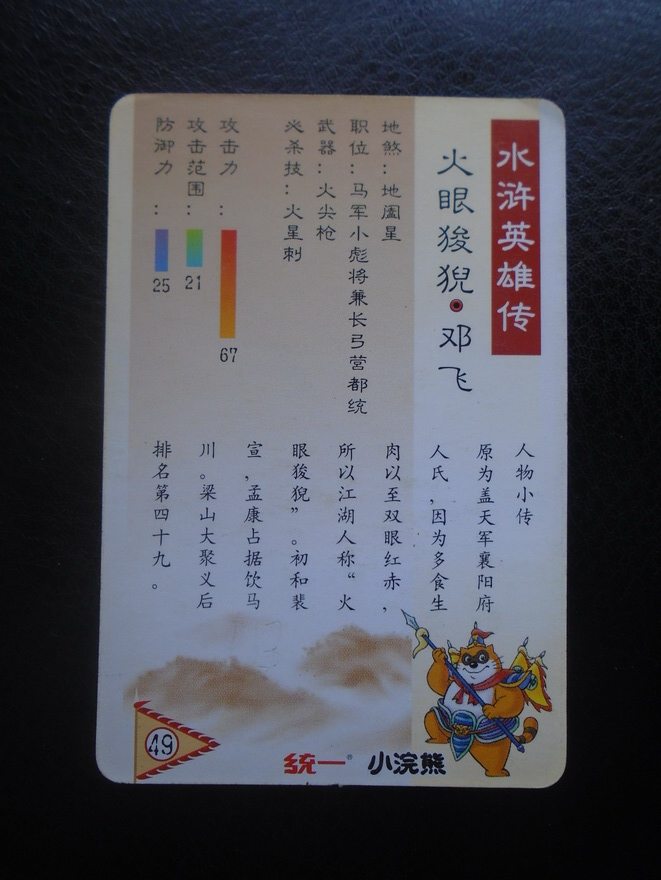 水浒英雄传
火眼狻猊·邓飞
地煞：地阖星
职位：马军小彪将兼长弓营都统
武器：火尖枪
必杀技：火星刺
攻击力：
67
攻击范围：
21
防御力：
25
人物小传
原为盖天军襄阳府
人氏，因为多食生
肉以至双眼红赤，
所以江湖人称“火
眼狻猊”。初和裴
宣，孟康占据饮马
川。梁山大聚义后
排名第四十九。
49
统一®
小浣熊